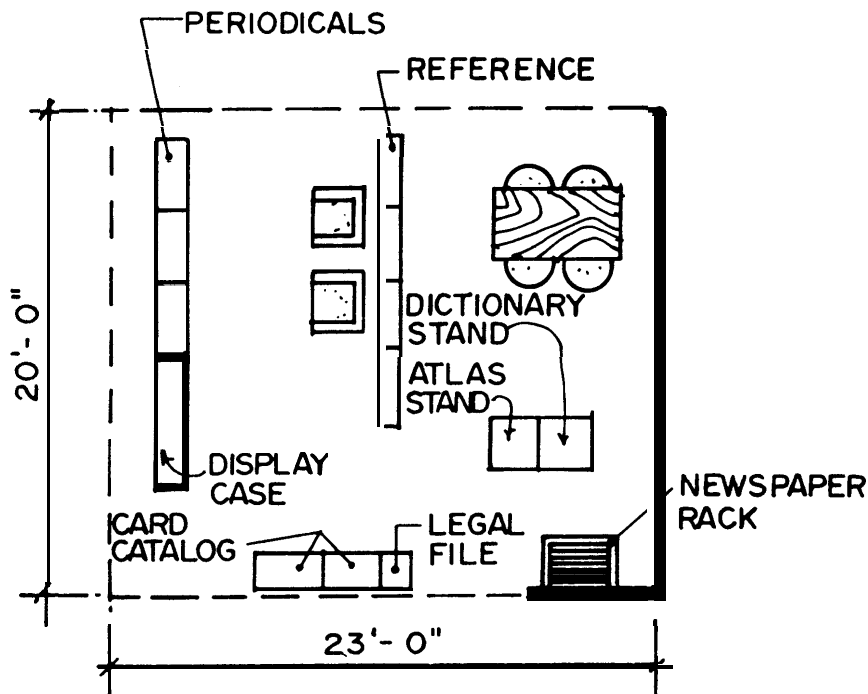 PERIODICALS
REFERENCE
DICTIONARY
STAND
ATLAS
STAND
20'-0"
DISPLAY
CASE
NEWSPAPER
RACK
CARD
CATALOG
LEGAL
FILE
23'-0"